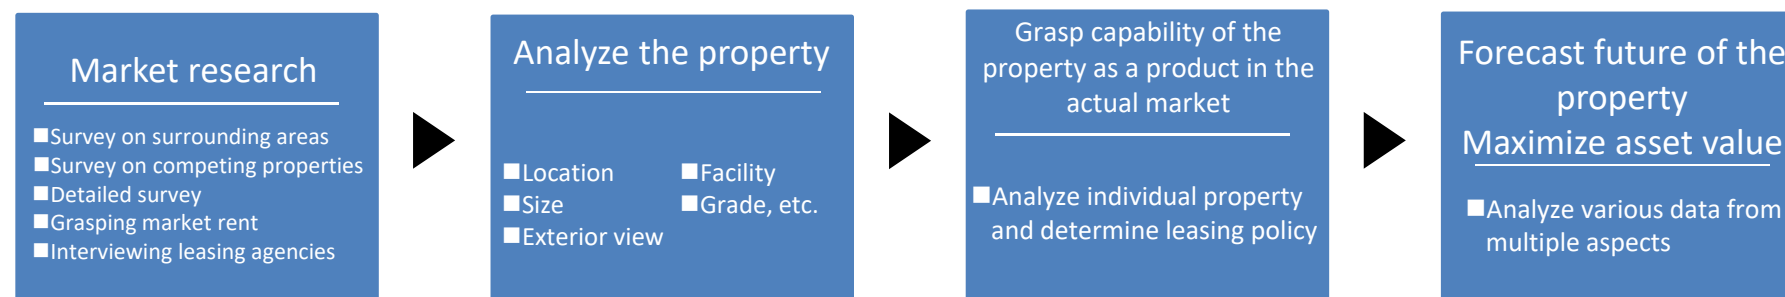 Market research
■Survey on surrounding areas
■Survey on competing properties
■Detailed survey
■Grasping market rent
■Interviewing leasing agencies
Analyze the property
■Location
■Size
■Exterior view
■Facility
■Grade, etc.
Grasp capability of the
property as a product in the
actual market
■Analyze individual property
and determine leasing policy
Forecast future of the
property
Maximize asset value
■Analyze various data from
multiple aspects